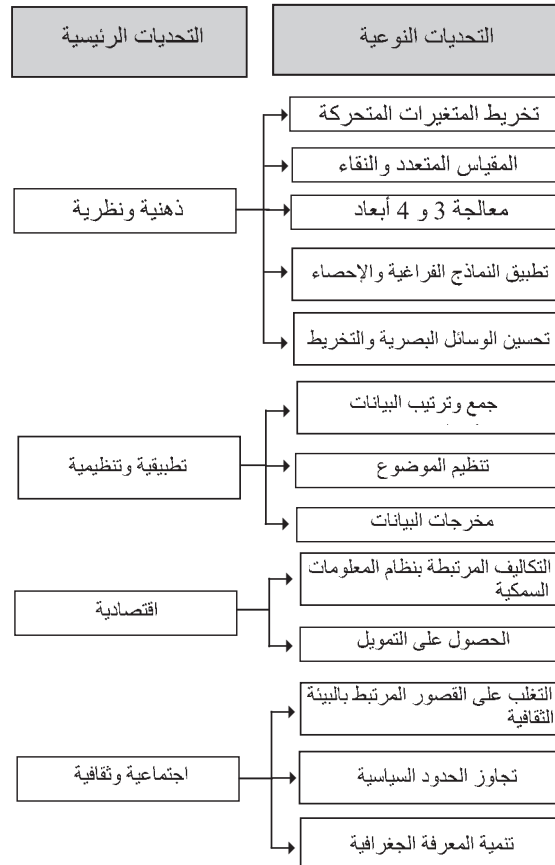 التحديات الرئيسية
التحديات النوعية
ذهنية ونظرية
تخريط المتغيرات المتحركة
المقياس المتعدد والنقاء
معالجة 3 و 4 أبعاد
تطبيق النماذج الفراغية والإحصاء
تحسين الوسائل البصرية والتخريط
تطبيقية وتنظيمية
جمع وترتيب البيانات
تنظيم الموضوع
مخرجات البيانات
اقتصادية
التكاليف المرتبطة بنظام المعلومات
السمكية
الحصول على التمويل
اجتماعية وثقافية
التغلب على القصور المرتبط بالبيئة
الثقافية
تجاوز الحدود السياسية
تنمية المعرفة الجغرافية